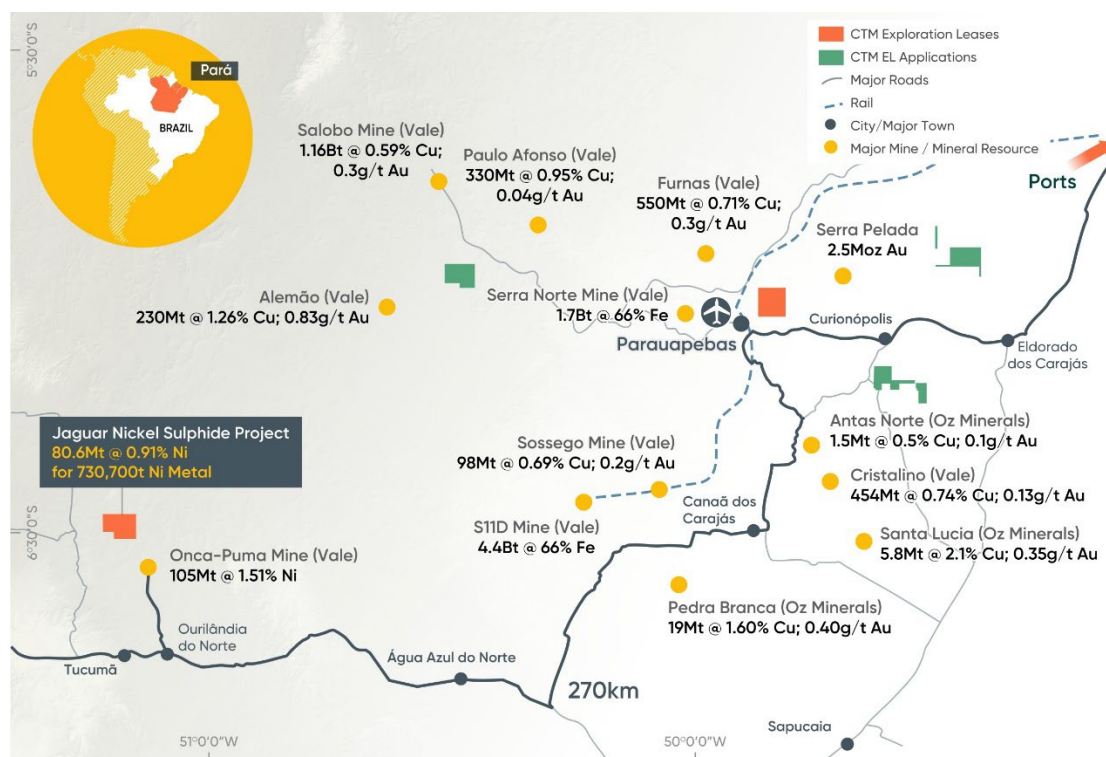 5°30'0"S
Pará
BRAZIL
CTM Exploration Leases
CTM EL Applications
Major Roads
Rail
City/Major Town
Major Mine / Mineral Resource
Ports
Salobo Mine (Vale)
1.16Bt @ 0.59% Cu;
0.3g/t Au
Paulo Afonso (Vale)
330Mt @ 0.95% Cu;
0.04g/t Au
Furnas (Vale)
550Mt @ 0.71% Cu;
0.3g/t Au
Serra Pelada
2.5Moz Au
Alemão (Vale)
230Mt @ 1.26% Cu; 0.83g/t Au
Serra Norte Mine (Vale)
1.7Bt @ 66% Fe
Parauapebas
Curionópolis
Eldorado
dos Carajás
Jaguar Nickel Sulphide Project
80.6Mt @ 0.91% Ni
for 730,700t Ni Metal
Sossego Mine (Vale)
98Mt @ 0.69% Cu; 0.2g/t Au
Antas Norte (Oz Minerals)
1.5Mt @ 0.5% Cu; 0.1g/t Au
Cristalino (Vale)
454Mt @ 0.74% Cu; 0.13g/t Au
Canaã dos
Carajás
S11D Mine (Vale)
4.4Bt @ 66% Fe
Santa Lucia (Oz Minerals)
5.8Mt @ 2.1% Cu; 0.35g/t Au
6°30'0"S
Onca-Puma Mine (Vale)
105Mt @ 1.51% Ni
Pedra Branca (Oz Minerals)
19Mt @ 1.60% Cu; 0.40g/t Au
Ourilândia
do Norte
Tucumã
Água Azul do Norte
270km
Sapucaia
51°0'0"W
50°0'0"W